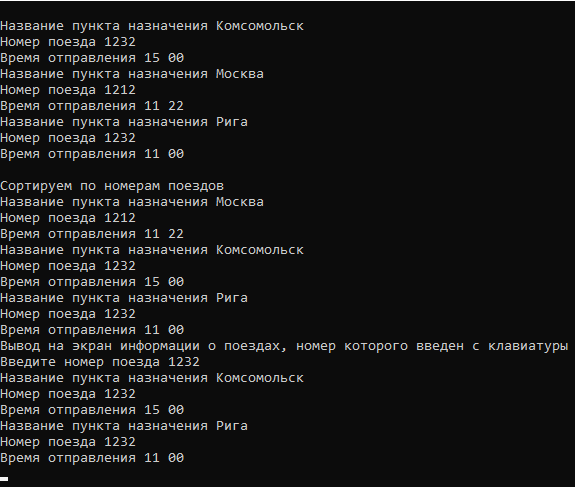 Название пункта назначения Комсомольск
Номер поезда 1232
Время отправления 15 00
Название пункта назначения Москва
Номер поезда 1212
Время отправления 11 22
Название пункта назначения Рига
Номер поезда 1232
Время отправления 11 00
Сортируем по номерам поездов
Название пункта назначения Москва
Номер поезда 1212
Время отправления 11 22
Название пункта назначения Комсомольск
Номер поезда 1232
Время отправления 15 00
Название пункта назначения Рига
Номер поезда 1232
Время отправления 11 00
Вывод на экран информации о поездах, номер которого введен с клавиатуры
Введите номер поезда 1232
Название пункта назначения Комсомольск
Номер поезда 1232
Время отправления 15 00
Название пункта назначения Рига
Номер поезда 1232
Время отправления 11 00